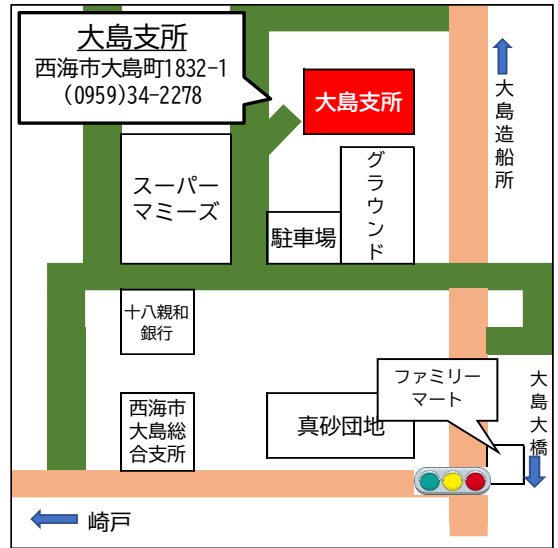 大島支所
西海市大島町1832-1
(0959)34-2278
大島支所
大島造船所
スーパー
マミーズ
グラウンド
駐車場
十八親和
銀行
ファミリー
マート
大島大橋
西海市
大島総
合支所
真砂団地
崎戸